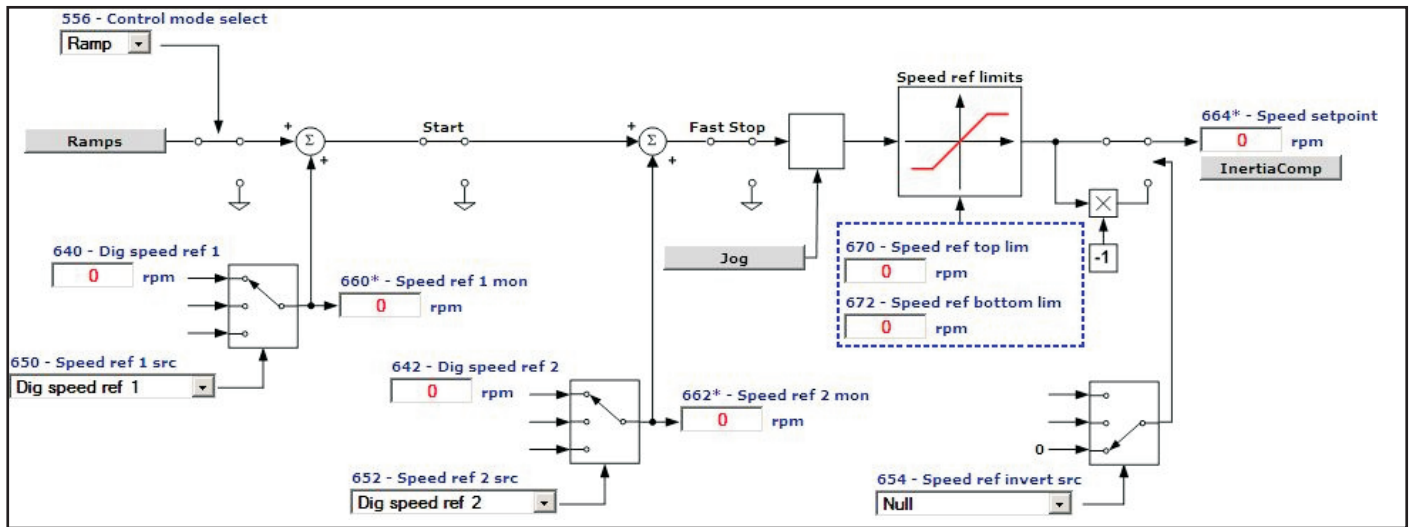 556 - Control mode select
Ramp
Ramps
+
Σ
+
Start
+
Σ
+
Fast Stop
Speed ref limits
664* - Speed setpoint
0 rpm
InertiaComp
×
-1
Jog
670 - Speed ref top lim
0 rpm
672 - Speed ref bottom lim
0 rpm
640 - Dig speed ref 1
0 rpm
660* - Speed ref 1 mon
0 rpm
650 - Speed ref 1 src
Dig speed ref 1
642 - Dig speed ref 2
0 rpm
662* - Speed ref 2 mon
0 rpm
652 - Speed ref 2 src
Dig speed ref 2
0
654 - Speed ref invert src
Null